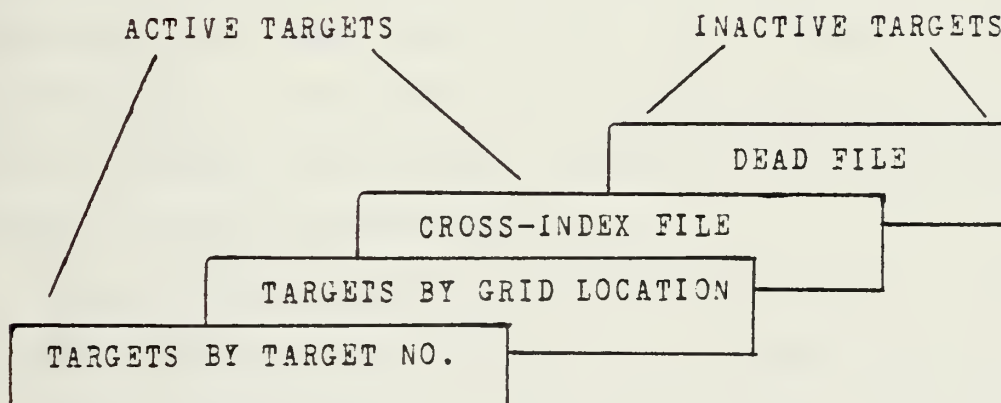 ACTIVE TARGETS
INACTIVE TARGETS
DEAD FILE
CROSS-INDEX FILE
TARGETS BY GRID LOCATION
TARGETS BY TARGET NO.